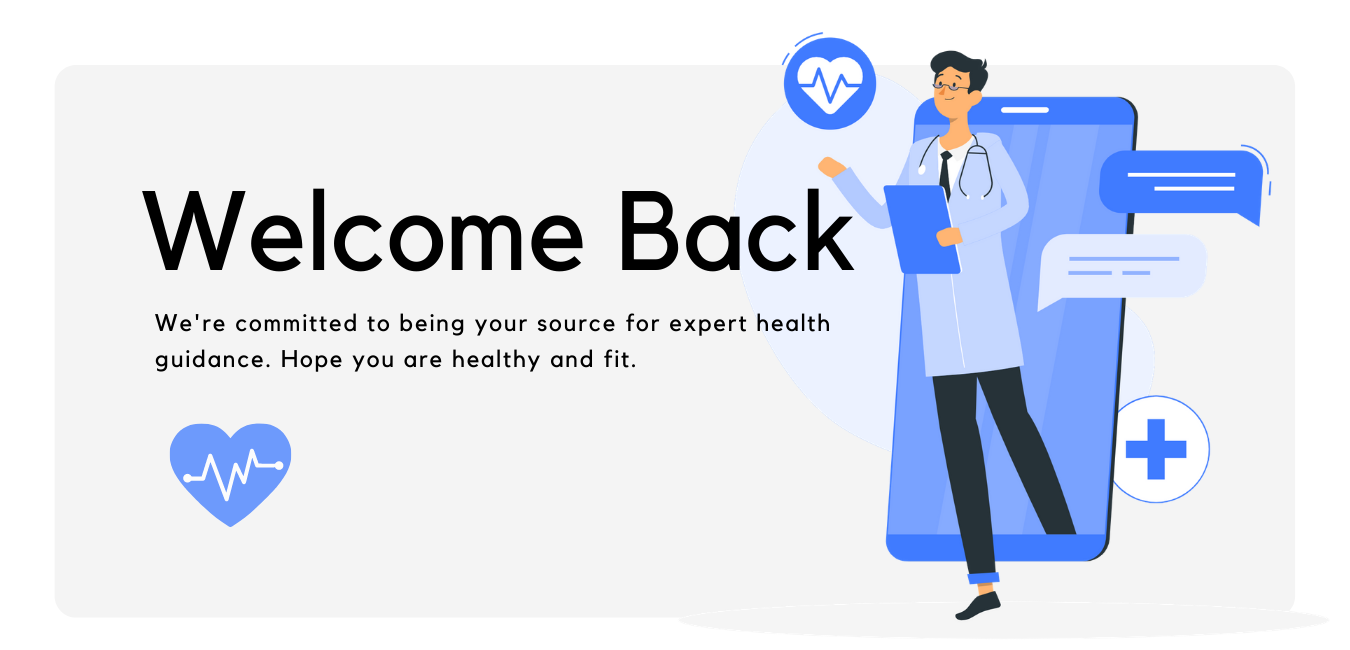 Welcome Back
We're committed to being your source for expert health
guidance. Hope you are healthy and fit.